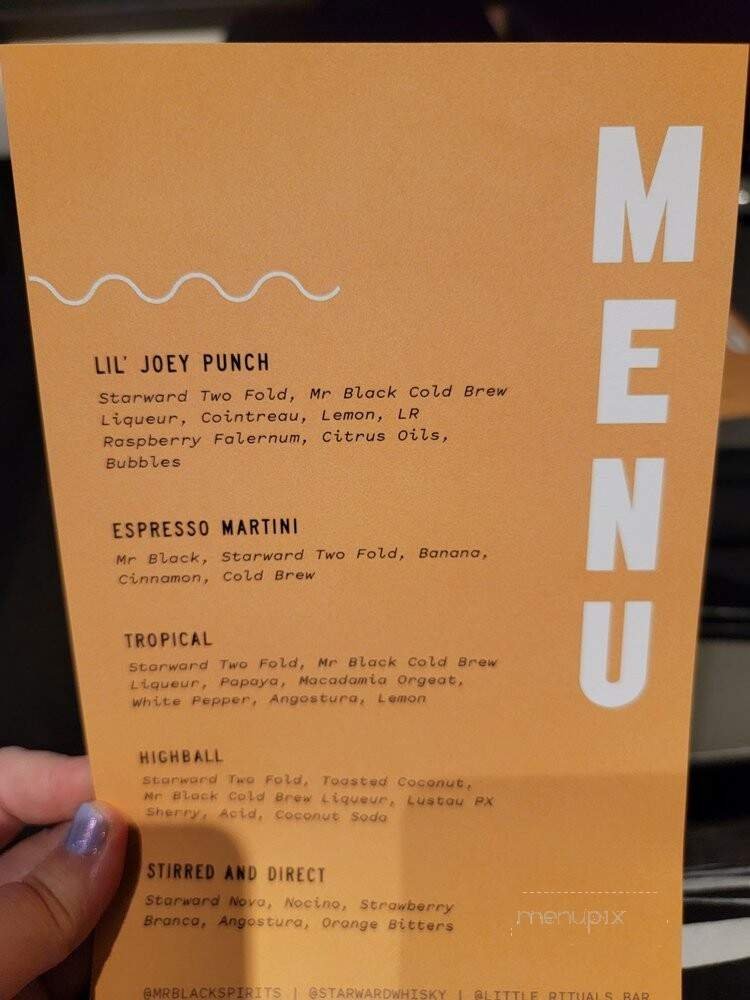 MENU
LIL' JOEY PUNCH
Starward Two Fold, Mr Black Cold Brew
Liqueur, Cointreau, Lemon, LR
Raspberry Falernum, Citrus Oils,
Bubbles
ESPRESSO MARTINI
Mr Black, Starward Two Fold, Banana,
Cinnamon, Cold Brew
TROPICAL
Starward Two Fold, Mr Black Cold Brew
Liqueur, Papaya, Macadamia Orgeat,
White Pepper, Angostura, Lemon
HIGHBALL
Starward Two Fold, Toasted Coconut,
Mr Black Cold Brew Liqueur, Lustau PX
Sherry, Acid, Coconut Soda
STIRRED AND DIRECT
Starward Nova, Nocino, Strawberry
Branca, Angostura, Orange Bitters
menupix
@MRBLACKSPIRITS | @STARWARDWHISKY | @LITTLE.RITUALS.BAR